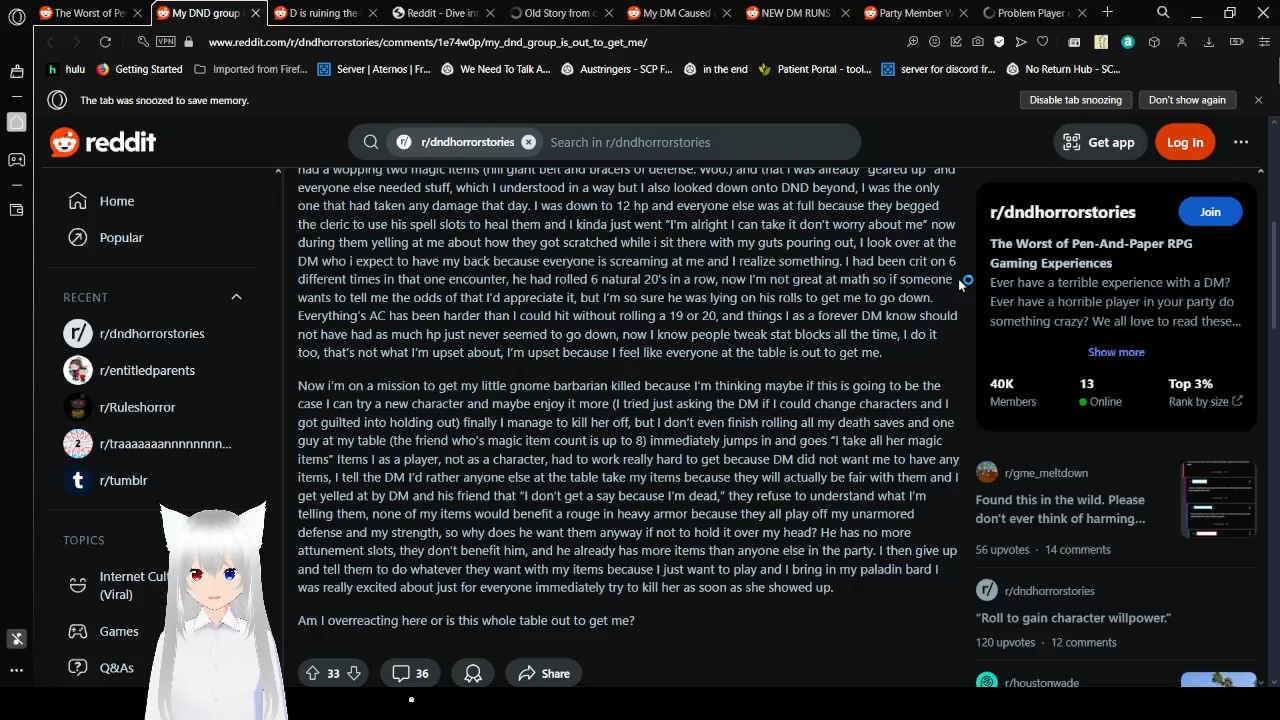 The Worst of Pe
My DND group i
D is ruining the
Reddit - Dive in
Old Story from o
My DM Caused a
NEW DM RUNS
Party Member W
Problem Player
VPN
www.reddit.com/r/dndhorrorstories/comments/1e74w0p/my_dnd_group_is_out_to_get_me/
hulu
Getting Started
Imported from Firef...
Server | Aternos | Fr...
We Need To Talk A...
Austringers - SCP F...
in the end
Patient Portal - tool...
server for discord fr...
No Return Hub - SC...
The tab was snoozed to save memory.
Disable tab snoozing
Don't show again
reddit
r/dndhorrorstories
Search in r/dndhorrorstories
Get app
Log In
Home
Popular
RECENT
r/dndhorrorstories
r/entitledparents
r/Ruleshorror
r/traaaaaaannnnnnnn...
r/tumblr
TOPICS
Internet Cul
(Viral)
Games
Q&As
had a wopping two magic items (hill giant belt and bracers of defense. Woo.) and that I was already "geared up" and
everyone else needed stuff, which I understood in a way but I also looked down onto DND beyond, I was the only
one that had taken any damage that day. I was down to 12 hp and everyone else was at full because they begged
the cleric to use his spell slots to heal them and I kinda just went "I'm alright I can take it don't worry about me" now
during them yelling at me about how they got scratched while i sit there with my guts pouring out, I look over at the
DM who i expect to have my back because everyone is screaming at me and I realize something. I had been crit on 6
different times in that one encounter, he had rolled 6 natural 20's in a row, now I'm not great at math so if someone
wants to tell me the odds of that I'd appreciate it, but I'm so sure he was lying on his rolls to get me to go down.
Everything's AC has been harder than I could hit without rolling a 19 or 20, and things I as a forever DM know should
not have had as much hp just never seemed to go down, now I know people tweak stat blocks all the time, I do it
too, that's not what I'm upset about, I'm upset because I feel like everyone at the table is out to get me.
Now i'm on a mission to get my little gnome barbarian killed because I'm thinking maybe if this is going to be the
case I can try a new character and maybe enjoy it more (I tried just asking the DM if I could change characters and I
got guilted into not killing her off) finally I manage to kill her off, but I don't even finish rolling all my death saves and one
guy at my table (the friend who's magic item count is up to 8) immediately jumps in and goes "I take all her magic
items" Items I as a player, not as a character, had to work really hard to get because DM did not want me to have any
items, I tell the DM I'd rather anyone else at the table take my items because they will actually be fair with them and I
get yelled at by DM and his friend that "I don't get a say because I'm dead," they refuse to understand what I'm
telling them, none of my items would benefit a rouge in heavy armor because they all play off my unarmored
defense and my strength, so why does he want them anyway if not to hold it over my head? He has no more
attunement slots, they don't benefit him, and he already has more items than anyone else in the party. I then give up
and tell them to do whatever they want with my items because I just want to play and I bring in my paladin bard I
was really excited about just for everyone immediately try to kill her as soon as she showed up.
Am I overreacting here or is this whole table out to get me?
33
36
Share
r/dndhorrorstories
Join
The Worst of Pen-And-Paper RPG
Gaming Experiences
Ever have a terrible experience with a DM?
Ever have a horrible player in your party do
something crazy? We all love to read these...
Show more
40K
Members
13
Online
Top 3%
Rank by size
r/gme_meltdown
Found this in the wild. Please
don't ever think of harming...
56 upvotes · 14 comments
r/dndhorrorstories
"Roll to gain character willpower."
120 upvotes · 12 comments
r/houstonwade